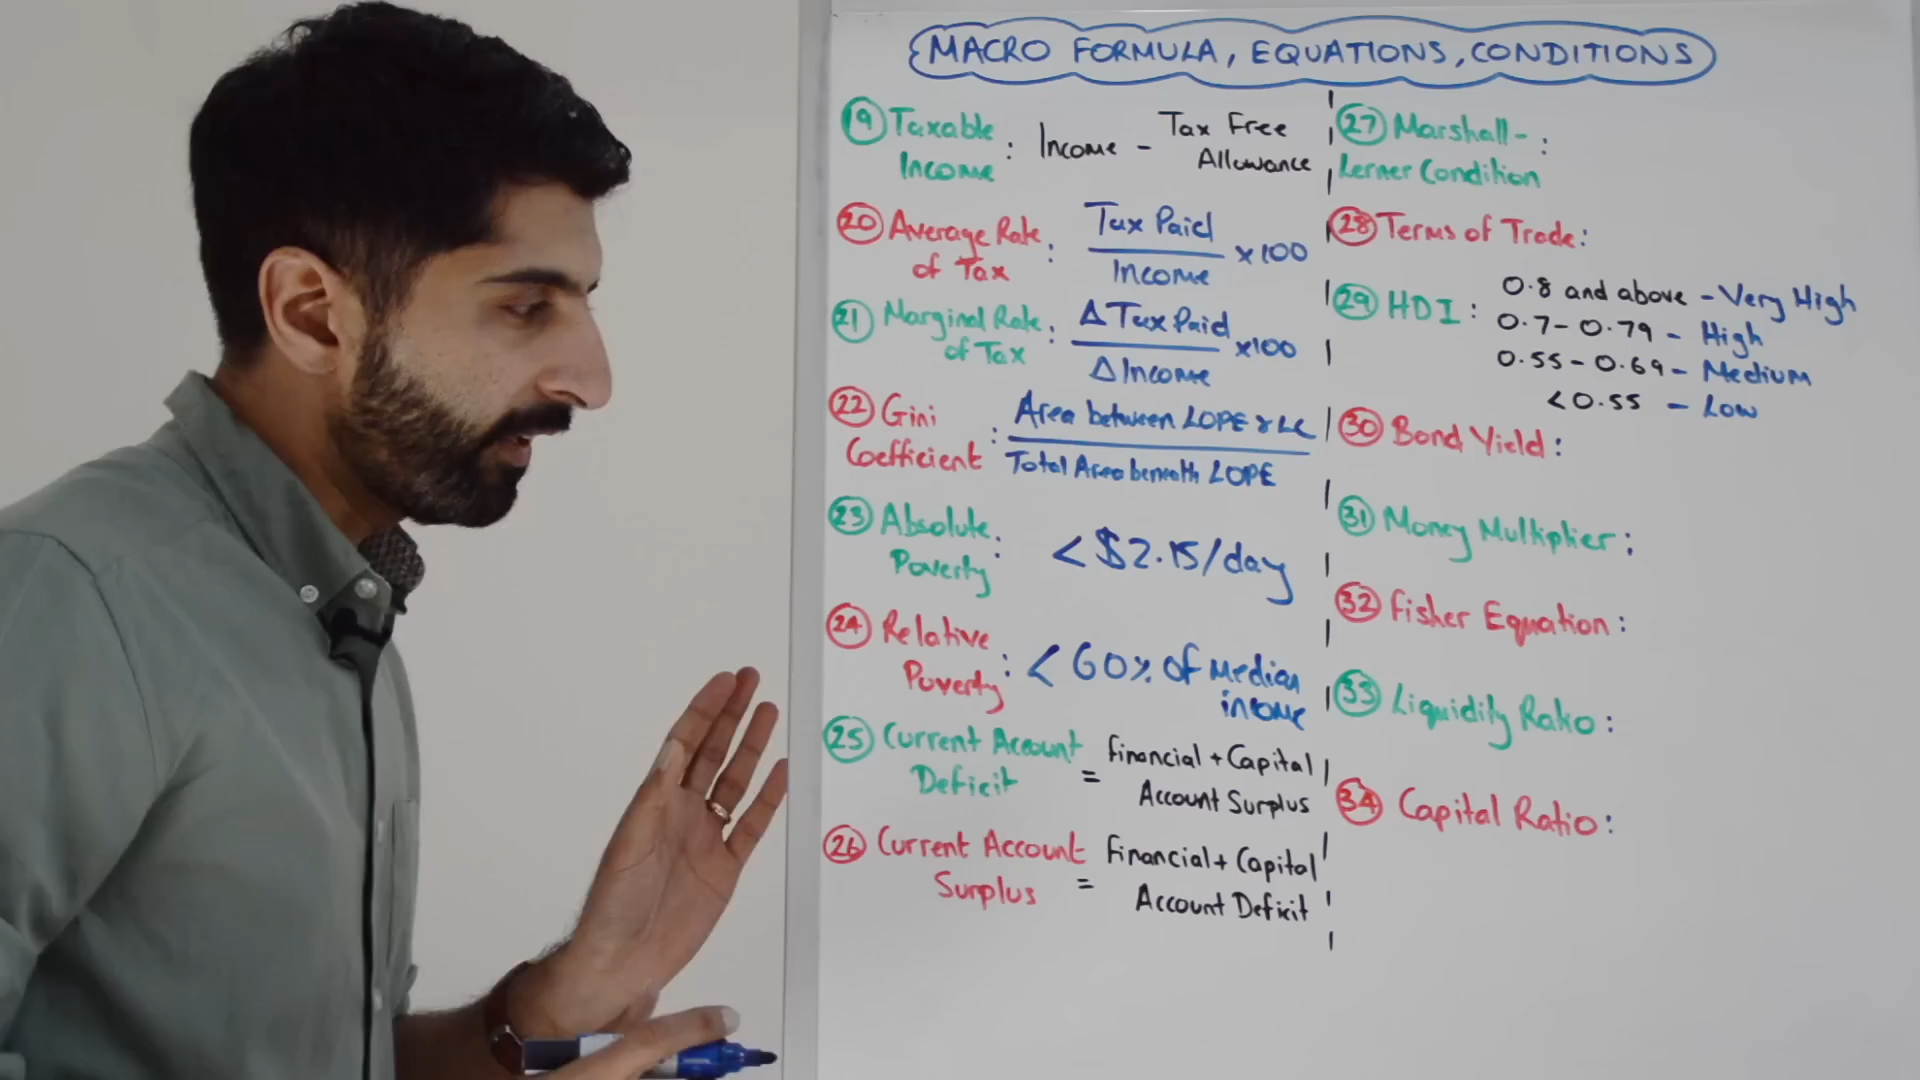 MACRO FORMULA, EQUATIONS, CONDITIONS
19 Taxable Income : Income - Tax Free Allowance
20 Average Rate of Tax : Tax Paid / Income x100
21 Marginal Rate of Tax : Δ Tax Paid / Δ Income x100
22 Gini Coefficient : Area between LOPE & LC / Total Area beneath LOPE
23 Absolute Poverty : < $2.15/day
24 Relative Poverty : < 60% of Median income
25 Current Account Deficit = Financial + Capital Account Surplus
26 Current Account Surplus = Financial + Capital Account Deficit
27 Marshall-Lerner Condition :
28 Terms of Trade :
29 HDI : 0.8 and above - Very High
0.7 - 0.79 - High
0.55 - 0.69 - Medium
< 0.55 - Low
30 Bond Yield :
31 Money Multiplier :
32 Fisher Equation :
33 Liquidity Ratio :
34 Capital Ratio :